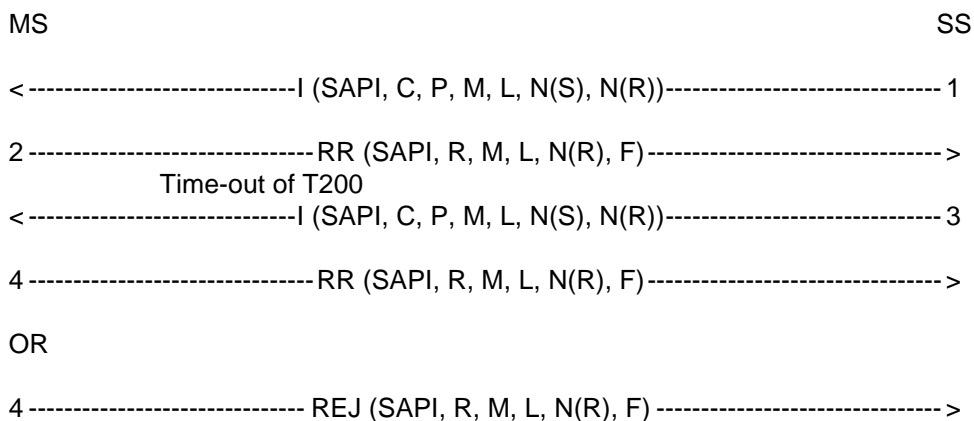 MS SS
< ------------------------------I (SAPI, C, P, M, L, N(S), N(R))------------------------------- 1
2 --------------------------------RR (SAPI, R, M, L, N(R), F)--------------------------------- >
Time-out of T200
< ------------------------------I (SAPI, C, P, M, L, N(S), N(R))------------------------------- 3
4 --------------------------------RR (SAPI, R, M, L, N(R), F)--------------------------------- >
OR
4 ------------------------------- REJ (SAPI, R, M, L, N(R), F) -------------------------------- >